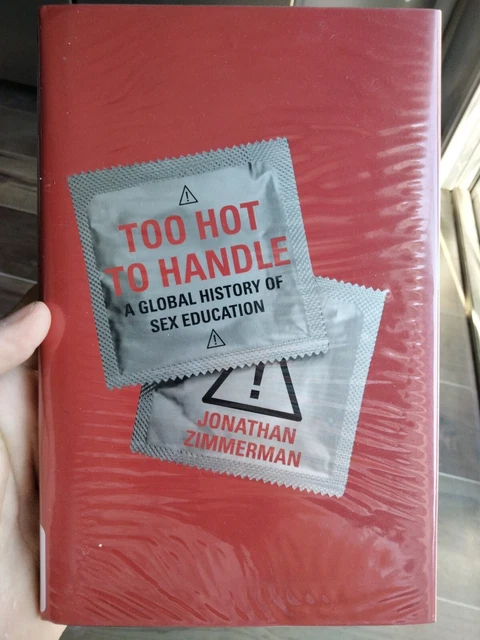 TOO HOT
TO HANDLE
A GLOBAL HISTORY OF
SEX EDUCATION
JONATHAN
ZIMMERMAN